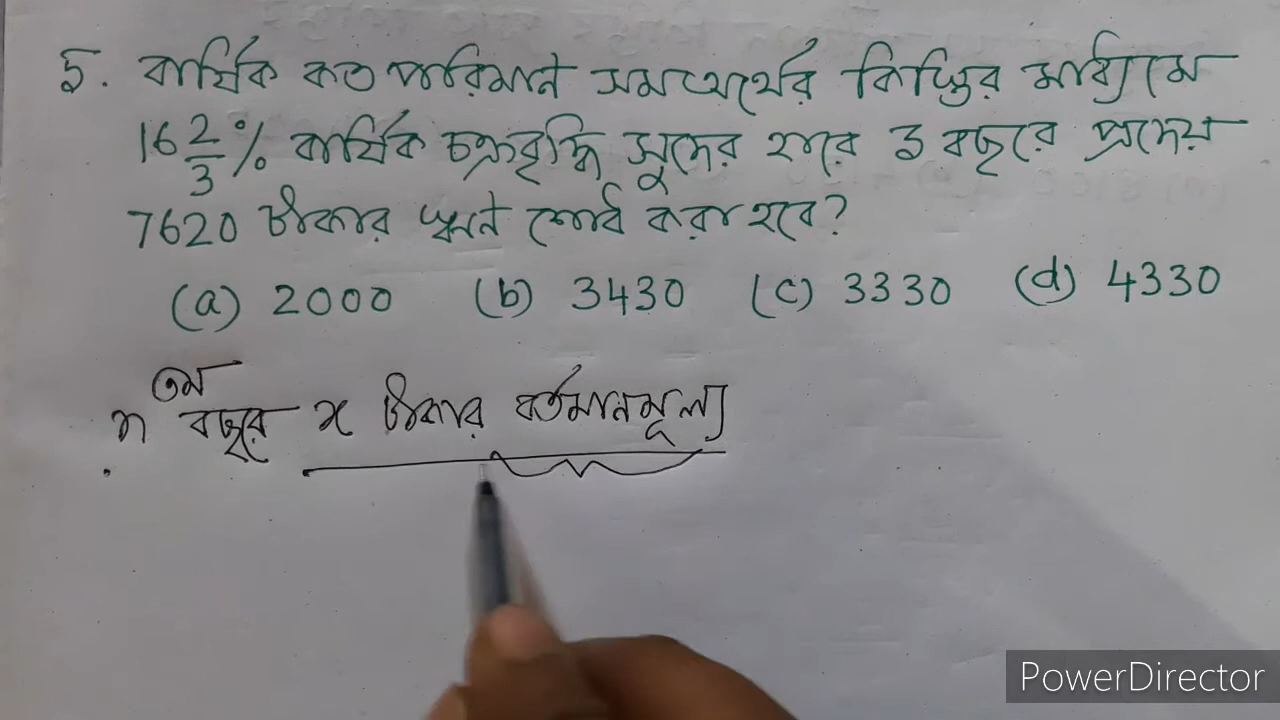 5. বার্ষিক কত পরিমান সমঅর্থের কিস্তির মাধ্যমে
16 2/3 % বার্ষিক চক্রবৃদ্ধি সুদের হারে 3 বছরে প্রদেয়
7620 টাকার ঋন শোধ করা হবে?
(a) 2000 (b) 3430 (c) 3330 (d) 4330
n তম বছরে x টাকার বর্তমানমূল্য
PowerDirector